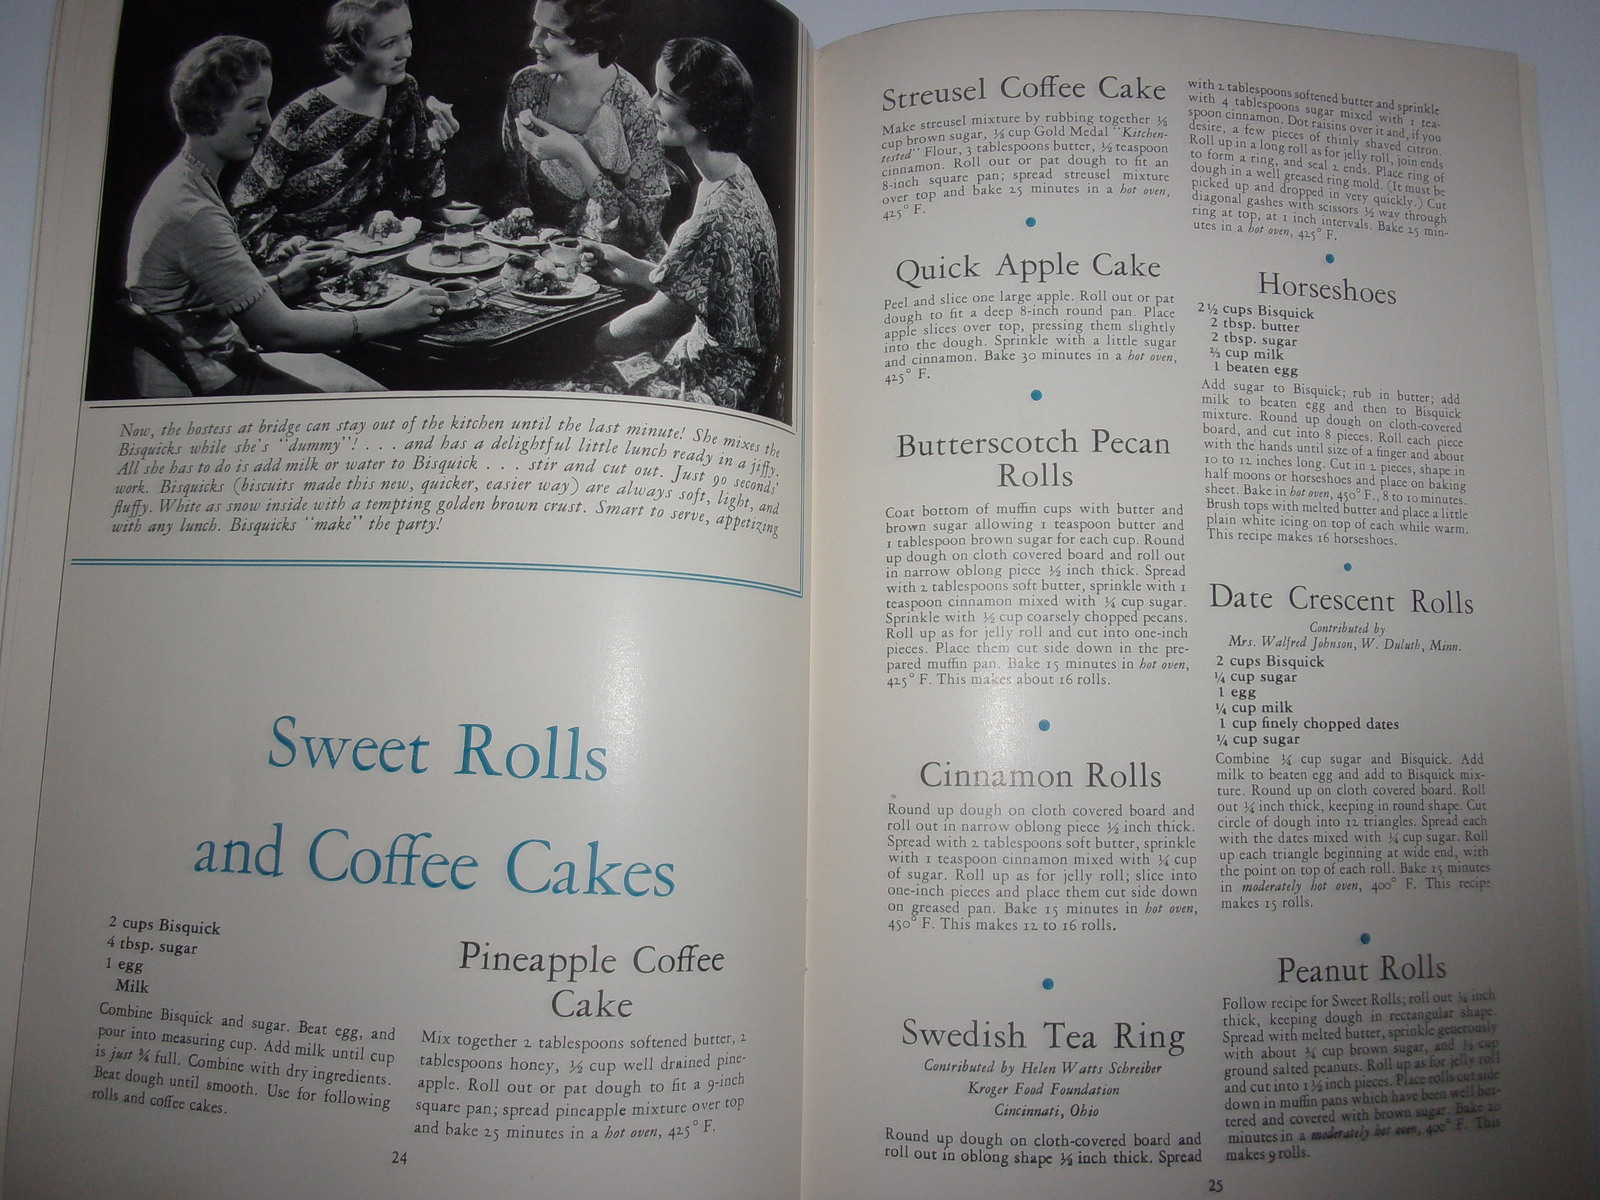 Now, the hostess at bridge can stay out of the kitchen until the last minute! She mixes the
Bisquicks while she's "dummy"! . . . . and has a delightful little lunch ready in a jiffy.
All she has to do is add milk or water to Bisquick . . . stir and cut out. Just 90 seconds'
work. Bisquicks (biscuits made this new, quicker, easier way) are always soft, light, and
fluffy. White as snow inside with a tempting golden brown crust. Smart to serve, appetizing
with any lunch. Bisquicks "make" the party!
Sweet Rolls
and Coffee Cakes
2 cups Bisquick
4 tbsp. sugar
1 egg
Milk
Combine Bisquick and sugar. Beat egg, and
pour into measuring cup. Add milk until cup
is just ¾ full. Combine with dry ingredients.
Beat dough until smooth. Use for following
rolls and coffee cakes.
Pineapple Coffee
Cake
Mix together 2 tablespoons softened butter, 2
tablespoons honey, ½ cup well drained pine-
apple. Roll out or pat dough to fit a 9-inch
square pan; spread pineapple mixture over top
and bake 25 minutes in a hot oven, 425° F.
24
Streusel Coffee Cake
Make streusel mixture by rubbing together ⅓
cup brown sugar, ⅓ cup Gold Medal "Kitchen-
tested" Flour, 3 tablespoons butter, ½ teaspoon
cinnamon. Roll out or pat dough to fit an
8-inch square pan; spread streusel mixture
over top and bake 25 minutes in a hot oven,
425° F.
Quick Apple Cake
Peel and slice one large apple. Roll out or pat
dough to fit a deep 8-inch round pan. Place
apple slices over top, pressing them slightly
into the dough. Sprinkle with a little sugar
and cinnamon. Bake 30 minutes in a hot oven,
425° F.
Butterscotch Pecan
Rolls
Coat bottom of muffin cups with butter and
brown sugar allowing 1 teaspoon butter and
1 tablespoon brown sugar for each cup. Round
up dough on cloth covered board and roll out
in narrow oblong piece ½ inch thick. Spread
with 2 tablespoons soft butter, sprinkle with 1
teaspoon cinnamon mixed with ¼ cup sugar.
Sprinkle with ½ cup coarsely chopped pecans.
Roll up as for jelly roll and cut into one-inch
pieces. Place them cut side down in the pre-
pared muffin pan. Bake 15 minutes in hot oven,
425° F. This makes about 16 rolls.
Cinnamon Rolls
Round up dough on cloth covered board and
roll out in narrow oblong piece ½ inch thick.
Spread with 2 tablespoons soft butter, sprinkle
with 1 teaspoon cinnamon mixed with ¼ cup
of sugar. Roll up as for jelly roll; slice into
one-inch pieces and place them cut side down
on greased pan. Bake 15 minutes in hot oven,
450° F. This makes 12 to 16 rolls.
Swedish Tea Ring
Contributed by Helen Watts Schreiber
Kroger Food Foundation
Cincinnati, Ohio
Round up dough on cloth-covered board and
roll out in oblong shape ½ inch thick. Spread
with 2 tablespoons softened butter and sprinkle
with 4 tablespoons sugar mixed with 1 tea-
spoon cinnamon. Dot raisins over it and, if you
desire, a few pieces of thinly shaved citron.
Roll up in a long roll as for jelly roll, join ends
to form a ring, and seal 2 ends. Place ring of
dough in a well greased ring mold. (It must be
picked up and dropped in very quickly.) Cut
diagonal gashes with scissors ½ way through
ring at top, at 1 inch intervals. Bake 25 min-
utes in a hot oven, 425° F.
Horseshoes
2½ cups Bisquick
2 tbsp. butter
2 tbsp. sugar
⅔ cup milk
1 beaten egg
Add sugar to Bisquick; rub in butter; add
milk to beaten egg and then to Bisquick
mixture. Round up dough on cloth-covered
board, and cut into 8 pieces. Roll each piece
with the hands until size of a finger and about
10 to 12 inches long. Cut in 2 pieces, shape in
half moons or horseshoes and place on baking
sheet. Bake in hot oven, 450° F., 8 to 10 minutes.
Brush tops with melted butter and place a little
plain white icing on top of each while warm.
This recipe makes 16 horseshoes.
Date Crescent Rolls
Contributed by
Mrs. Walfred Johnson, W. Duluth, Minn.
2 cups Bisquick
¼ cup sugar
1 egg
¼ cup milk
1 cup finely chopped dates
¼ cup sugar
Combine ¼ cup sugar and Bisquick. Add
milk to beaten egg and add to Bisquick mix-
ture. Round up on cloth covered board. Roll
out ¼ inch thick, keeping in round shape. Cut
circle of dough into 12 triangles. Spread each
with the dates mixed with ¼ cup sugar. Roll
up each triangle beginning at wide end, with
the point on top of each roll. Bake 15 minutes
in moderately hot oven, 400° F. This recipe
makes 15 rolls.
Peanut Rolls
Follow recipe for Sweet Rolls; roll out ¼ inch
thick, keeping dough in rectangular shape.
Spread with melted butter, sprinkle generously
with about ¾ cup brown sugar, and ½ cup
ground salted peanuts. Roll up as for jelly roll
and cut into 1½ inch pieces. Place rolls cut side
down in muffin pans which have been well but-
tered and covered with brown sugar. Bake 20
minutes in a moderately hot oven, 400° F. This
makes 9 rolls.
25